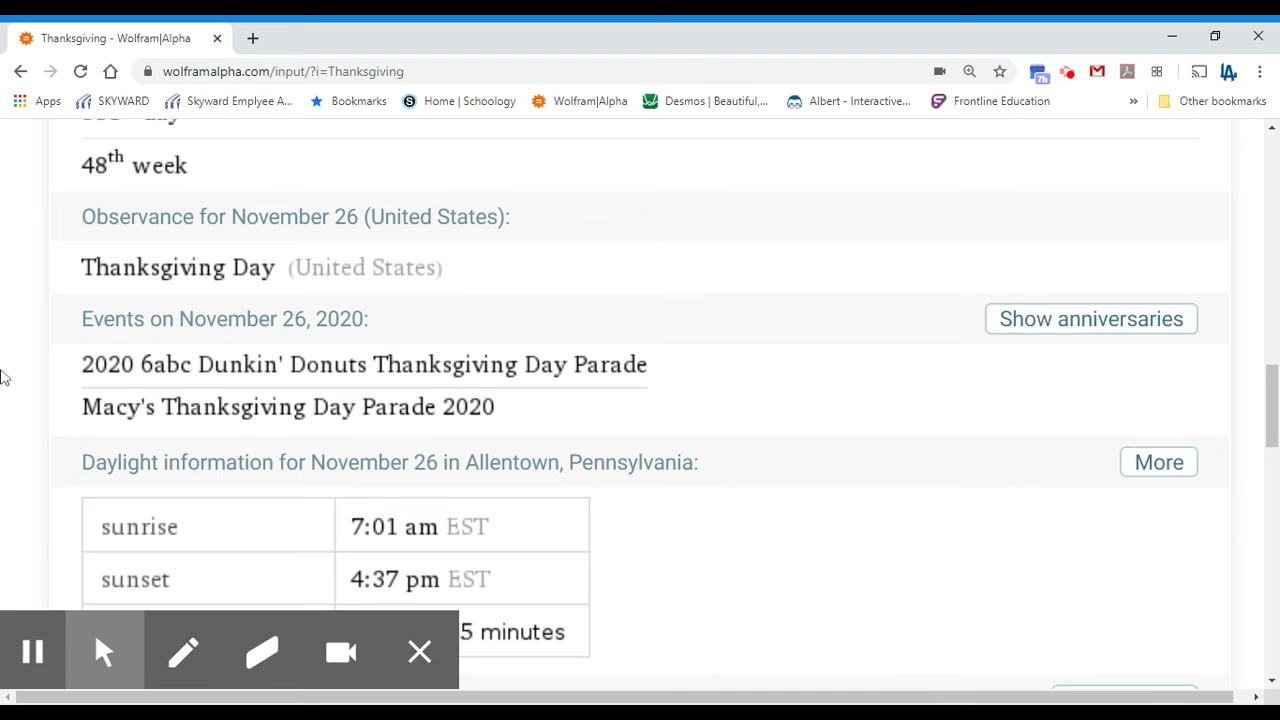 Thanksgiving - Wolfram|Alpha
wolframalpha.com/input/?i=Thanksgiving
7h
Apps SKYWARD Skyward Emplyee A... Bookmarks Home | Schoology Wolfram|Alpha Desmos | Beautiful,... Albert - Interactive... Frontline Education » Other bookmarks
day
48th week
Observance for November 26 (United States):
Thanksgiving Day (United States)
Events on November 26, 2020: Show anniversaries
2020 6abc Dunkin' Donuts Thanksgiving Day Parade
Macy's Thanksgiving Day Parade 2020
Daylight information for November 26 in Allentown, Pennsylvania: More
sunrise 7:01 am EST
sunset 4:37 pm EST
5 minutes